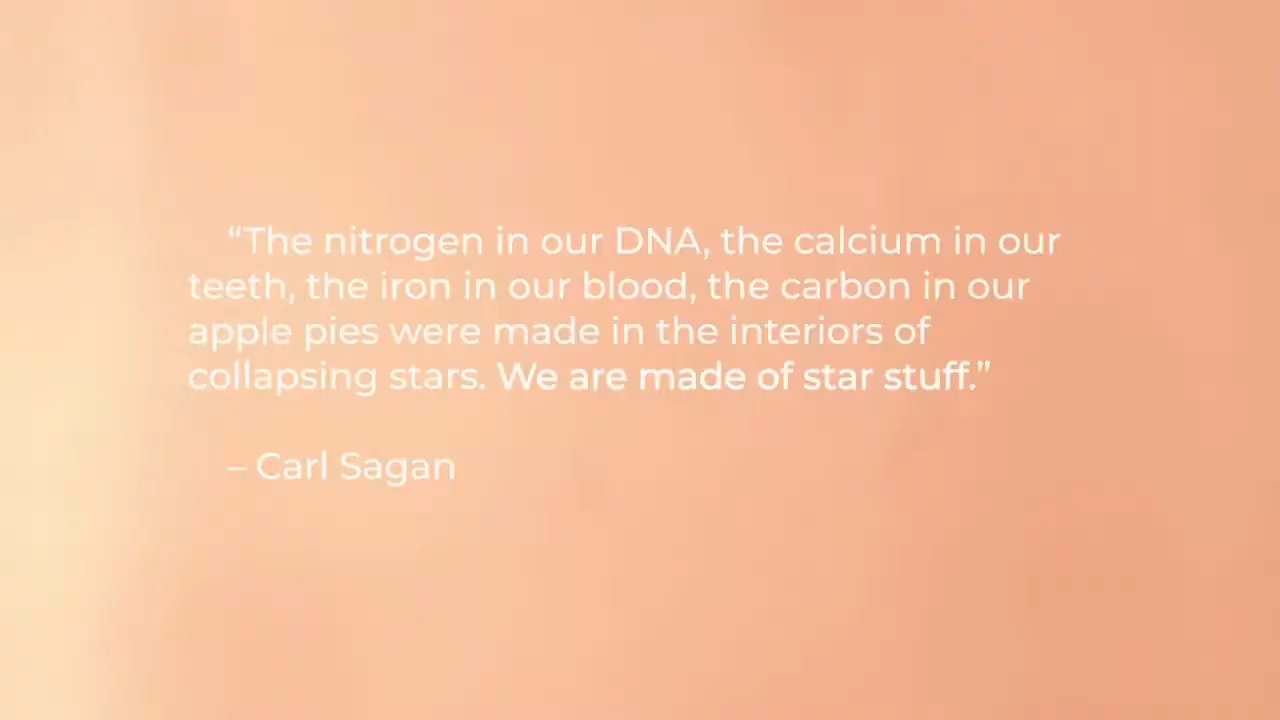 “The nitrogen in our DNA, the calcium in our
teeth, the iron in our blood, the carbon in our
apple pies were made in the interiors of
collapsing stars. We are made of star stuff.”
– Carl Sagan